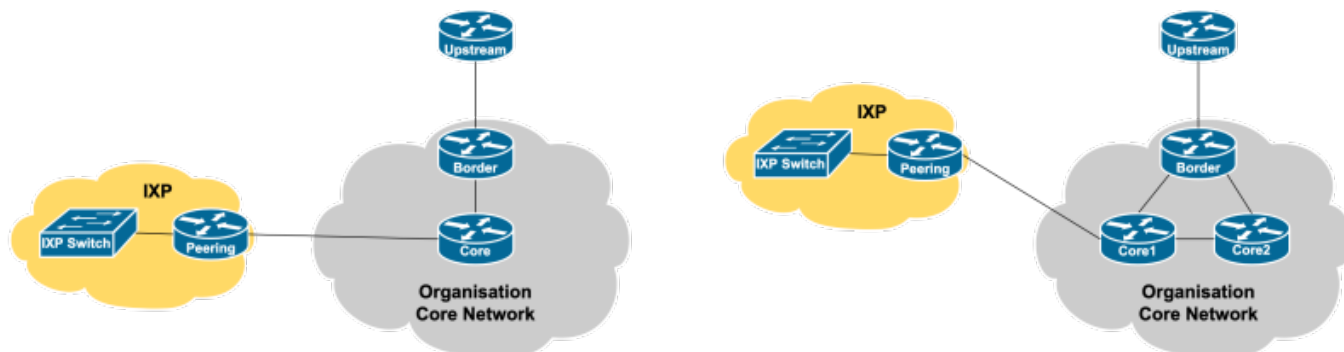 Upstream
Border
IXP
IXP Switch
Peering
Core
Organisation
Core Network
Upstream
IXP
IXP Switch
Peering
Border
Core1
Core2
Organisation
Core Network